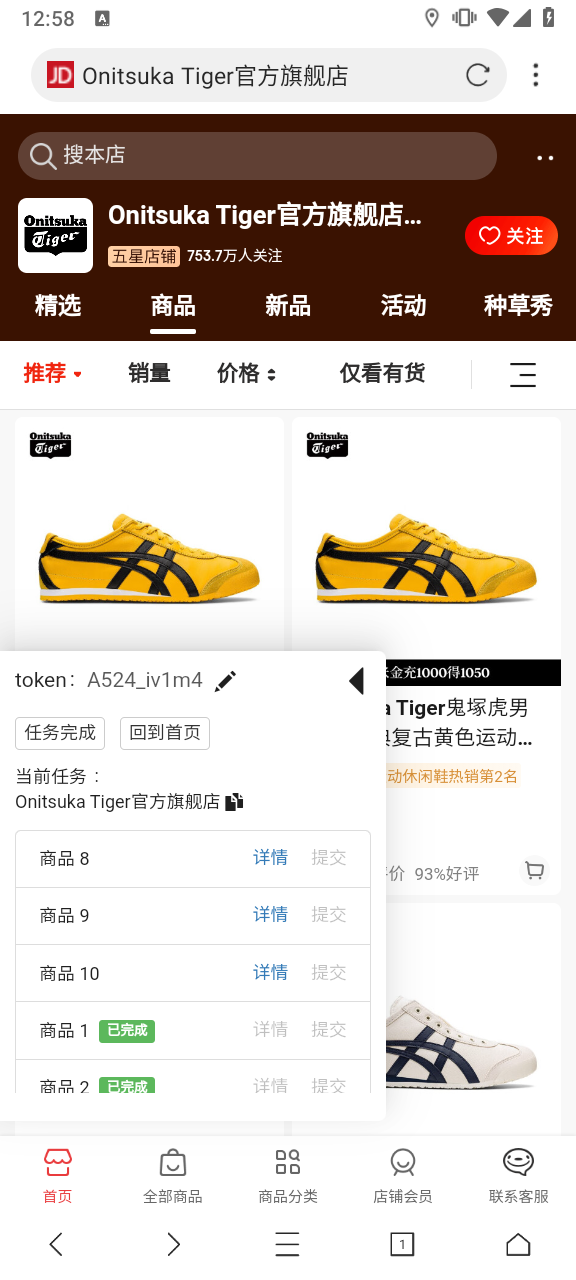 12:58 A
JD Onitsuka Tiger官方旗舰店
搜本店
Onitsuka Tiger
Onitsuka Tiger官方旗舰店…
五星店铺 753.7万人关注
关注
精选 商品 新品 活动 种草秀
推荐 销量 价格 仅看有货
Onitsuka Tiger
Onitsuka Tiger
金充1000得1050
a Tiger鬼塚虎男
复古黄色运动…
动休闲鞋热销第2名
价 93%好评
token: A524_iv1m4
任务完成 回到首页
当前任务 :
Onitsuka Tiger官方旗舰店
商品 8 详情 提交
商品 9 详情 提交
商品 10 详情 提交
商品 1 已完成 详情 提交
商品 2 已完成 详情 提交
首页 全部商品 商品分类 店铺会员 联系客服
1